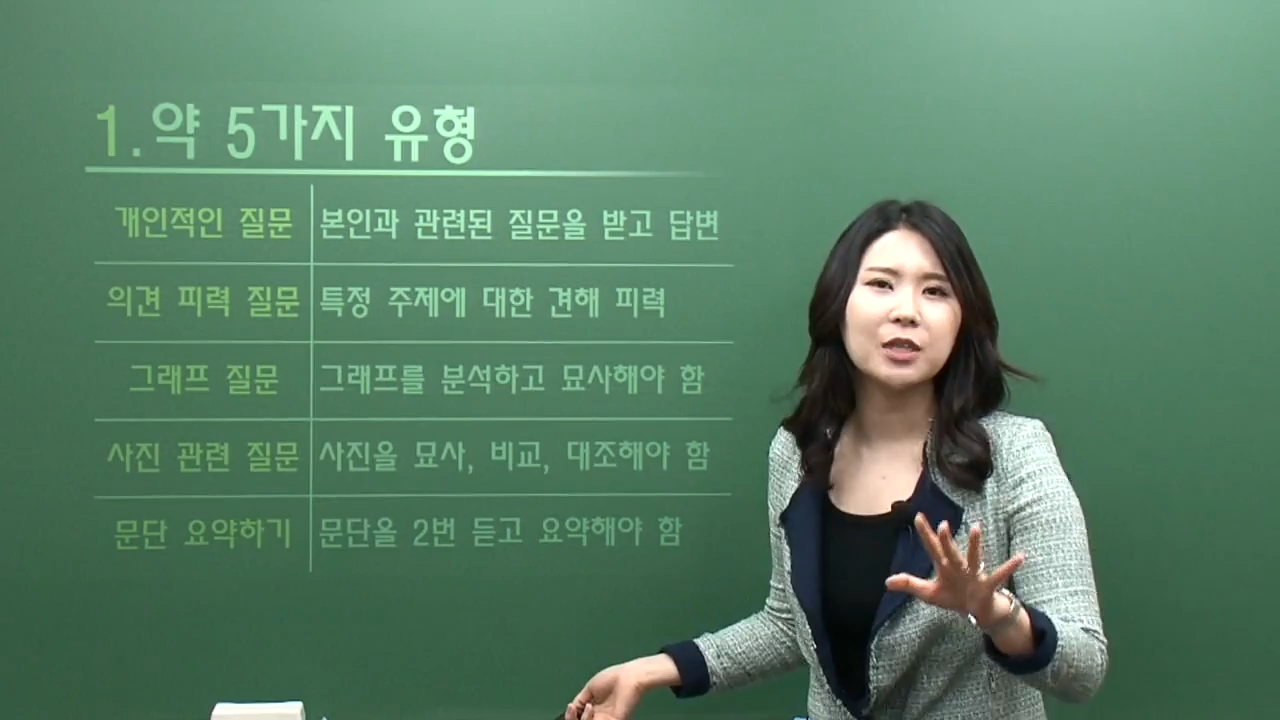 1. 약 5가지 유형
개인적인 질문 본인과 관련된 질문을 받고 답변
의견 피력 질문 특정 주제에 대한 견해 피력
그래프 질문 그래프를 분석하고 묘사해야 함
사진 관련 질문 사진을 묘사, 비교, 대조해야 함
문단 요약하기 문단을 2번 듣고 요약해야 함